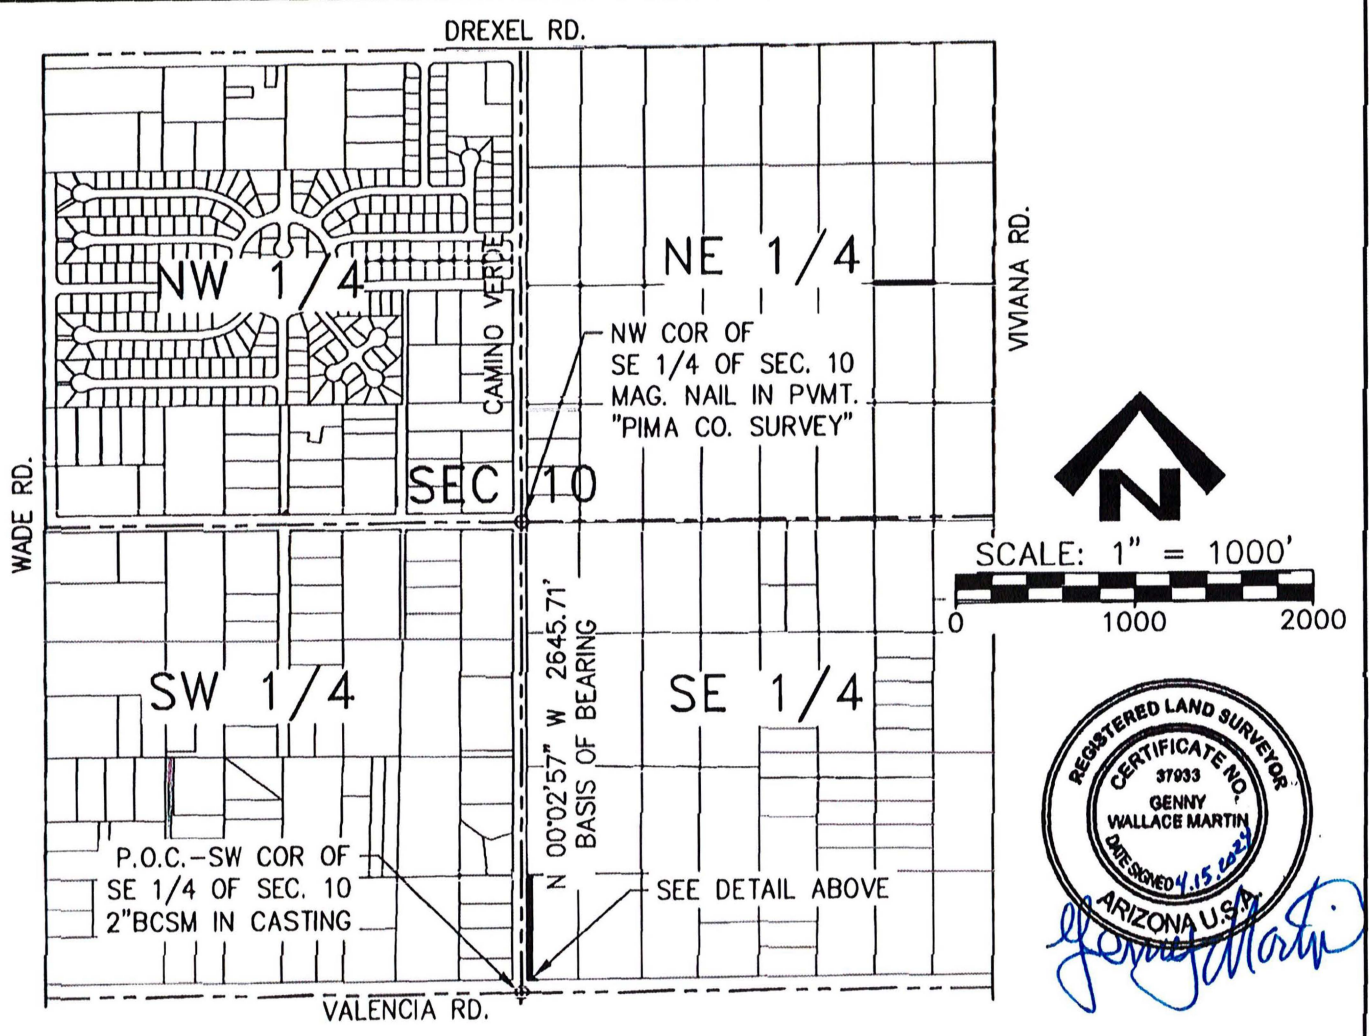 DREXEL RD.
NW 1/4
CAMINO VERDE
NE 1/4
VIVIANA RD.
NW COR OF
SE 1/4 OF SEC. 10
MAG. NAIL IN PVMT.
"PIMA CO. SURVEY"
SEC 10
WADE RD.
N
SCALE: 1" = 1000'
0 1000 2000
SW 1/4
N 00°02'57" W 2645.71'
BASIS OF BEARING
SE 1/4
P.O.C.-SW COR OF
SE 1/4 OF SEC. 10
2"BCSM IN CASTING
SEE DETAIL ABOVE
VALENCIA RD.
REGISTERED LAND SURVEYOR
CERTIFICATE NO.
37933
GENNY
WALLACE MARTIN
DATE SIGNED 4.15.2024
ARIZONA U.S.A.
Genny Martin